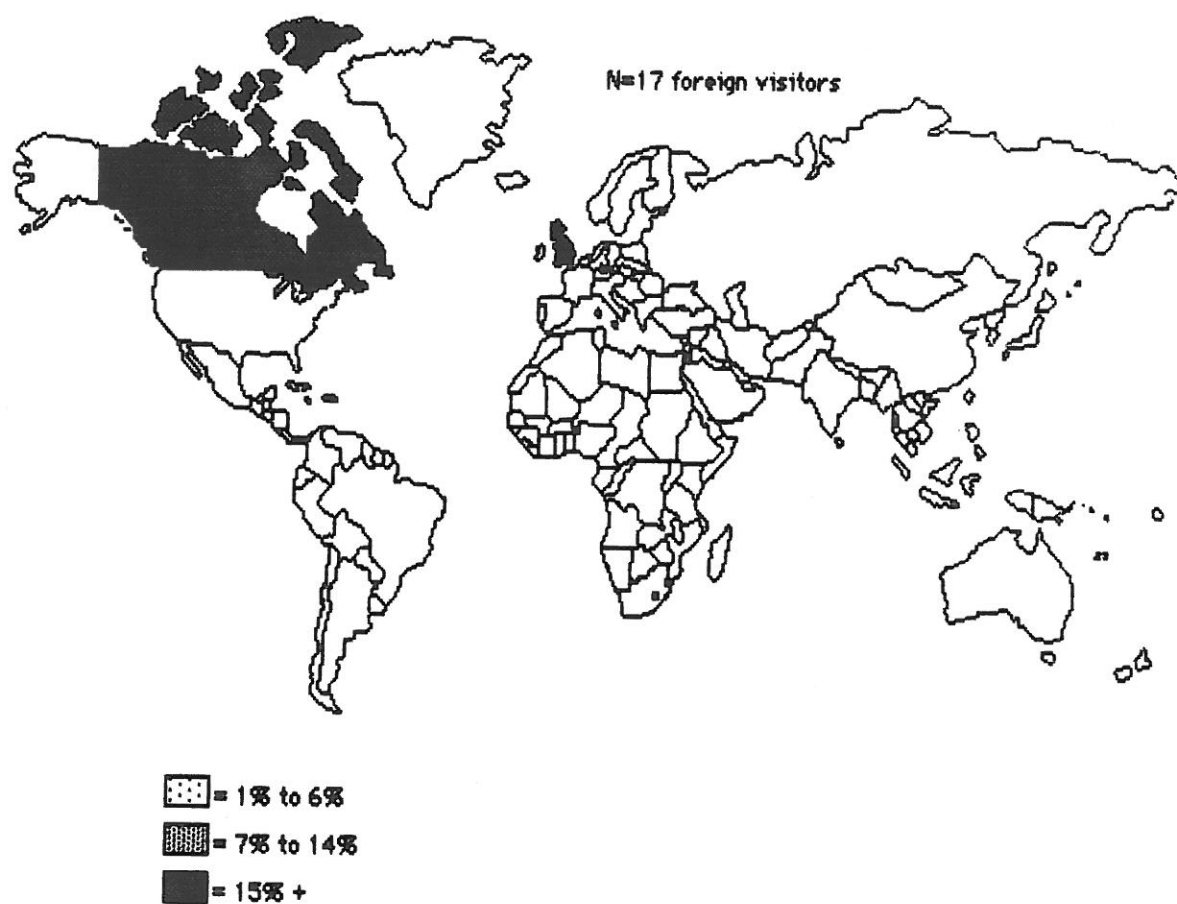 N=17 foreign visitors
= 1% to 6%
= 7% to 14%
= 15% +